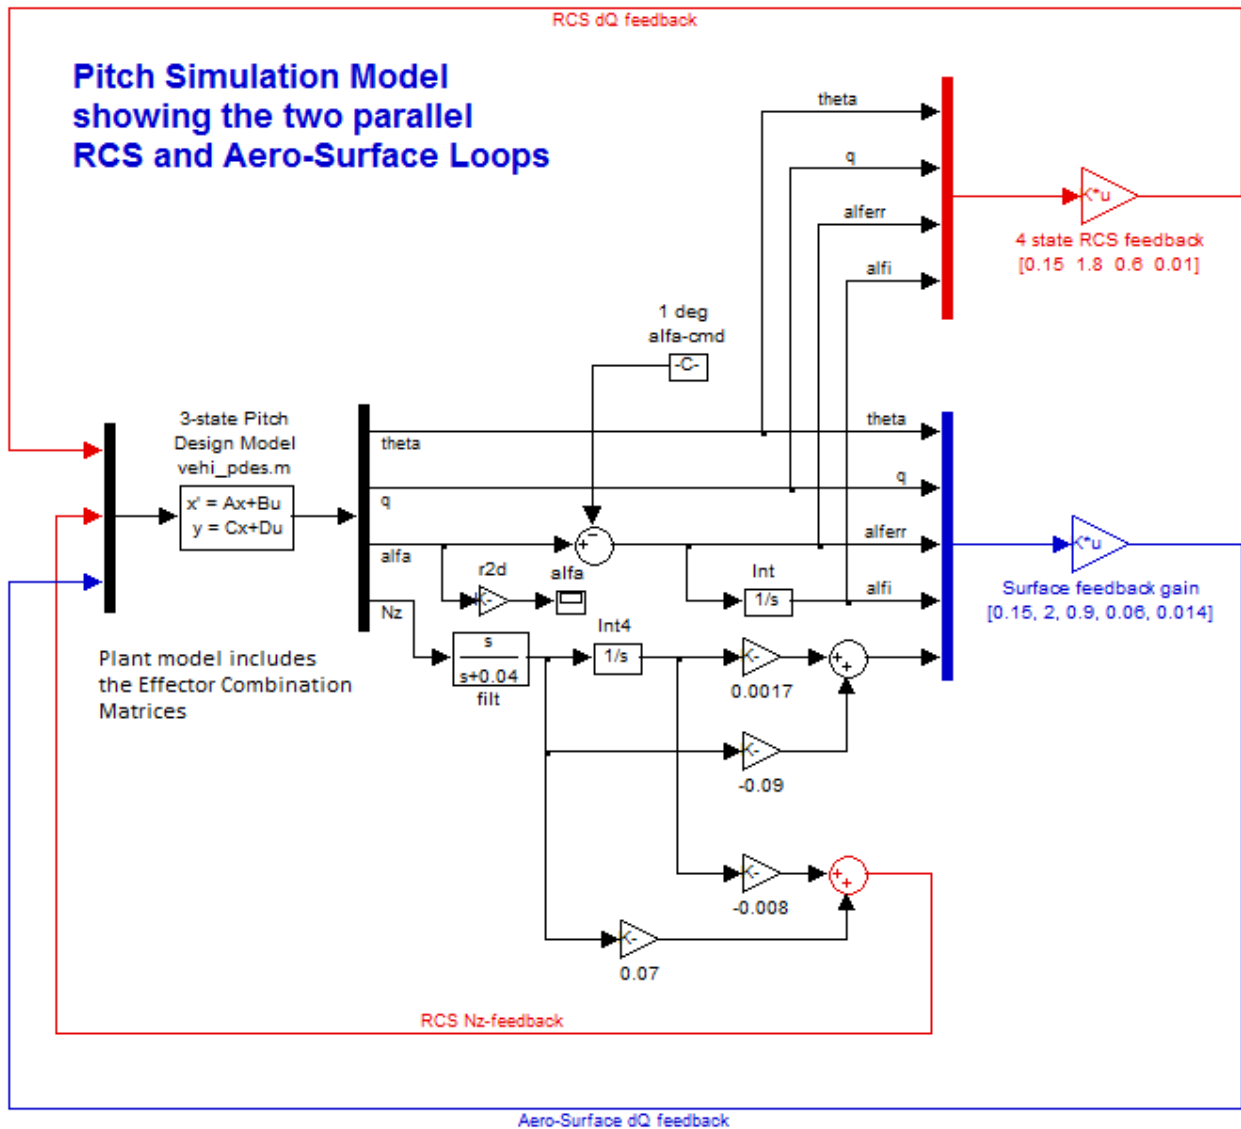 RCS dQ feedback
Pitch Simulation Model
showing the two parallel
RCS and Aero-Surface Loops
theta
q
alferr
alfi
K*u
4 state RCS feedback
[0.15 1.8 0.6 0.01]
1 deg
alfa-cmd
-C-
3-state Pitch
Design Model
vehi_pdes.m
x' = Ax+Bu
y = Cx+Du
theta
q
alfa
Nz
theta
q
alferr
alfi
K*u
Surface feedback gain
[0.15, 2, 0.9, 0.06, 0.014]
r2d
K-
alfa
Int
1/s
s
s+0.04
filt
Int4
1/s
K-
0.0017
K-
-0.09
K-
-0.008
K-
0.07
Plant model includes
the Effector Combination
Matrices
RCS Nz-feedback
Aero-Surface dQ feedback